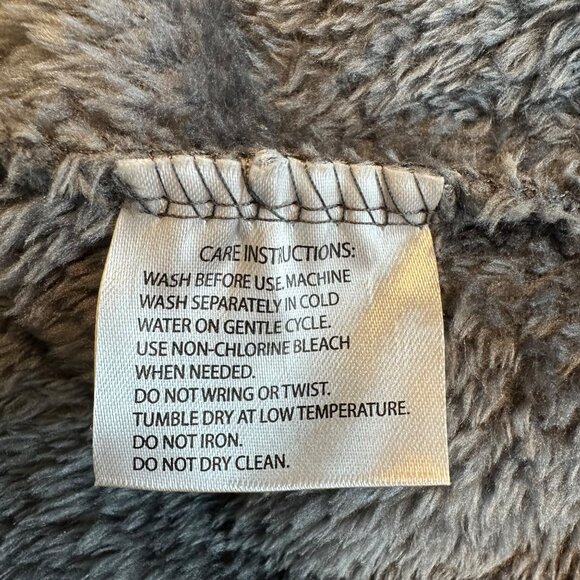 CARE INSTRUCTIONS:
WASH BEFORE USE. MACHINE
WASH SEPARATELY IN COLD
WATER ON GENTLE CYCLE.
USE NON-CHLORINE BLEACH
WHEN NEEDED.
DO NOT WRING OR TWIST.
TUMBLE DRY AT LOW TEMPERATURE.
DO NOT IRON.
DO NOT DRY CLEAN.